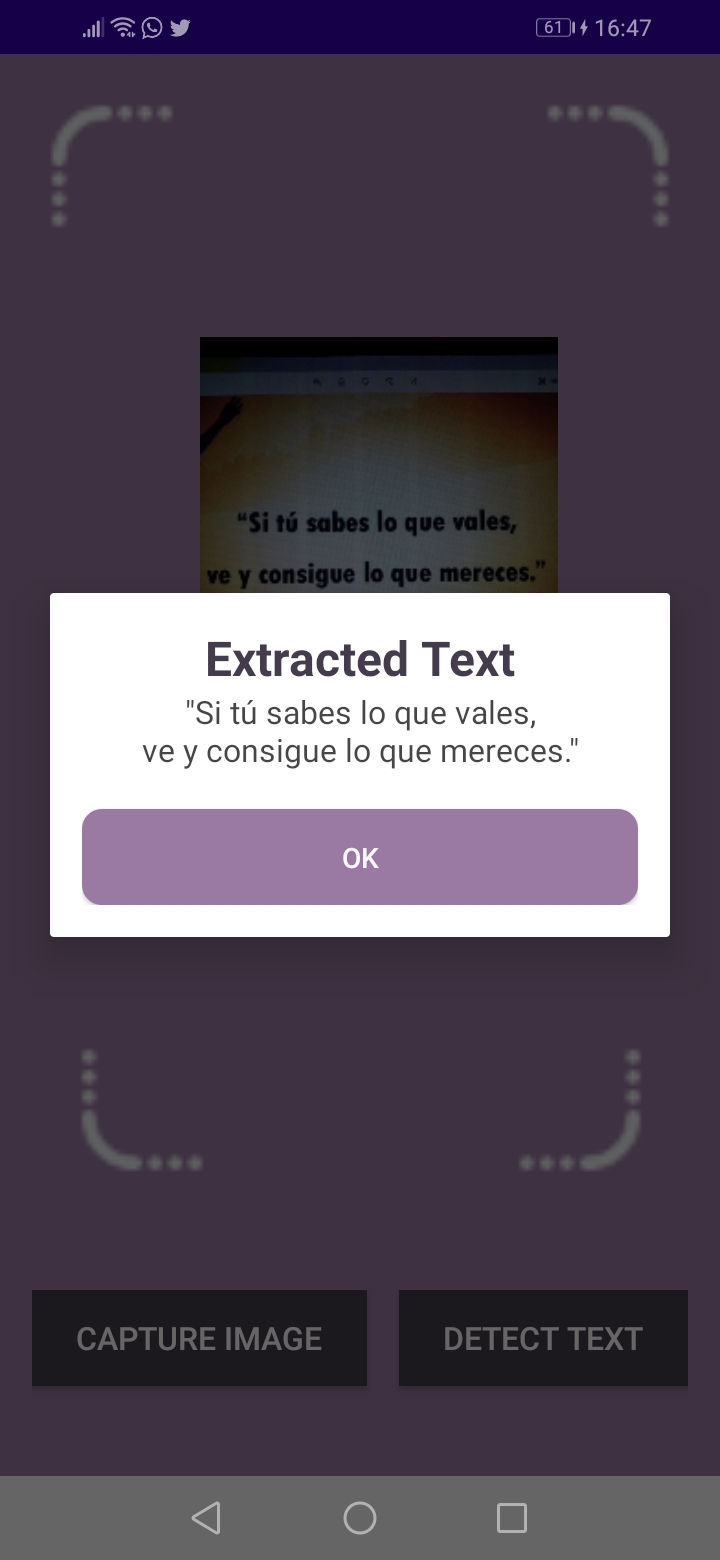 61 16:47
“Si tú sabes lo que vales,
ve y consigue lo que mereces.”
Extracted Text
"Si tú sabes lo que vales,
ve y consigue lo que mereces."
OK
CAPTURE IMAGE DETECT TEXT